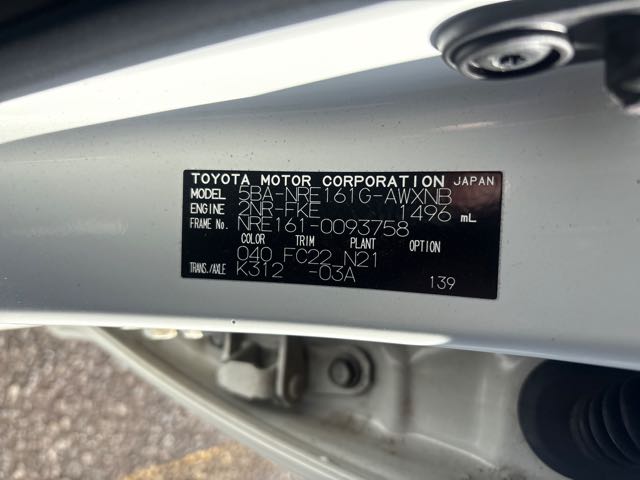 TOYOTA MOTOR CORPORATION JAPAN
MODEL 5BA-NRE161G-AWXNB
ENGINE 2NR-FKE 1496 mL
FRAME No. NRE161-0093758
COLOR TRIM PLANT OPTION
040 FC22 N21
TRANS./AXLE K312 -03A 139